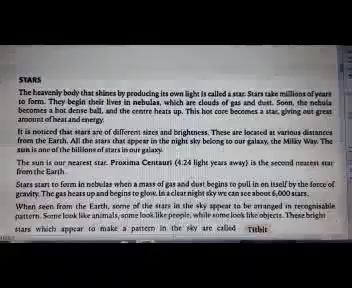 STARS
The heavenly body that shines by producing its own light is called a star. Stars take millions of years
to form. They begin their lives in nebulas, which are clouds of gas and dust. Soon, the nebula
becomes a hot dense ball, and the centre heats up. This hot core becomes a star, giving out great
amount of heat and energy.
It is noticed that stars are of different sizes and brightness. These are located at various distances
from the Earth. All the stars that appear in the night sky belong to our galaxy, the Milky Way. The
sun is one of the billions of stars in our galaxy.
The sun is our nearest star. Proxima Centauri (4.24 light years away) is the second nearest star
from the Earth.
Stars start to form in nebulas when a mass of gas and dust begins to pull in on itself by the force of
gravity. The gas heats up and begins to glow. In a clear night sky we can see about 6,000 stars.
When seen from the Earth, some of the stars in the sky appear to be arranged in recognisable
pattern. Some look like animals, some look like people, while some look like objects. These bright
stars which appear to make a pattern in the sky are called Titbit